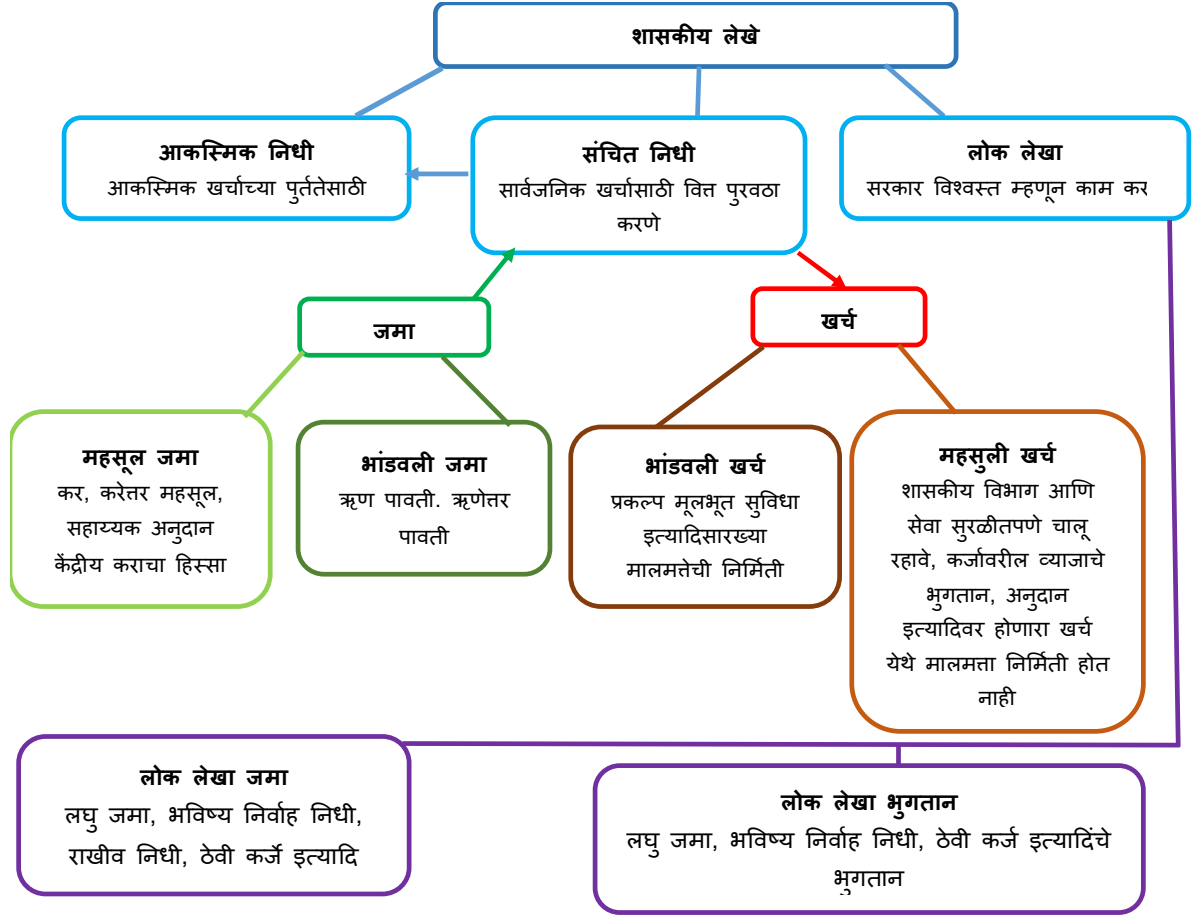 शासकीय लेखे
आकस्मिक निधी
आकस्मिक खर्चाच्या पुर्ततेसाठी
संचित निधी
सार्वजनिक खर्चासाठी वित्त पुरवठा
करणे
लोक लेखा
सरकार विश्वस्त म्हणून काम कर
जमा
खर्च
महसूल जमा
कर, करेत्तर महसूल,
सहाय्यक अनुदान
केंद्रीय कराचा हिस्सा
भांडवली जमा
ऋण पावती. ऋणेत्तर
पावती
भांडवली खर्च
प्रकल्प मूलभूत सुविधा
इत्यादिसारख्या
मालमत्तेची निर्मिती
महसुली खर्च
शासकीय विभाग आणि
सेवा सुरळीतपणे चालू
रहावे, कर्जावरील व्याजाचे
भुगतान, अनुदान
इत्यादिवर होणारा खर्च
येथे मालमत्ता निर्मिती होत
नाही
लोक लेखा जमा
लघु जमा, भविष्य निर्वाह निधी,
राखीव निधी, ठेवी कर्जे इत्यादि
लोक लेखा भुगतान
लघु जमा, भविष्य निर्वाह निधी, ठेवी कर्ज इत्यादिंचे
भुगतान